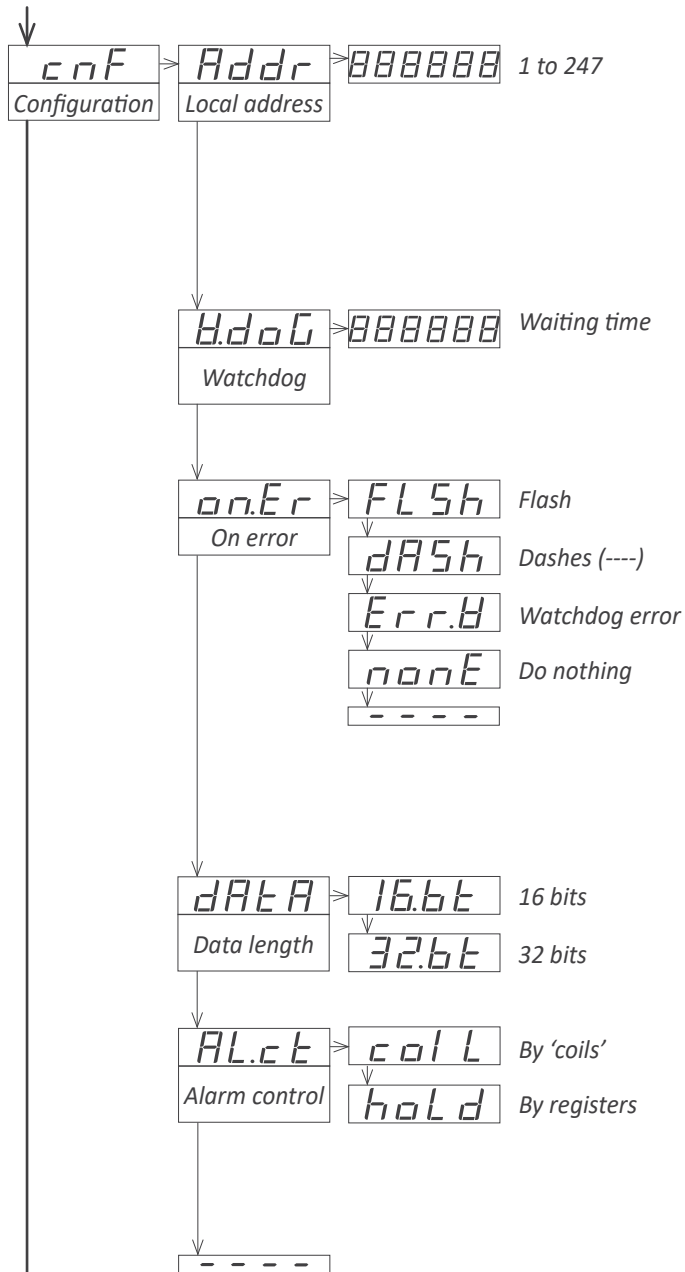 cnF Addr 888888 1 to 247
Configuration Local address
W.doG 888888 Waiting time
Watchdog
on.Er FLSh Flash
On error
dASh Dashes (----)
Err.W Watchdog error
nonE Do nothing
----
dAtA 16.bt 16 bits
Data length
32.bt 32 bits
AL.ct coIL By ‘coils’
Alarm control
hoLd By registers
----